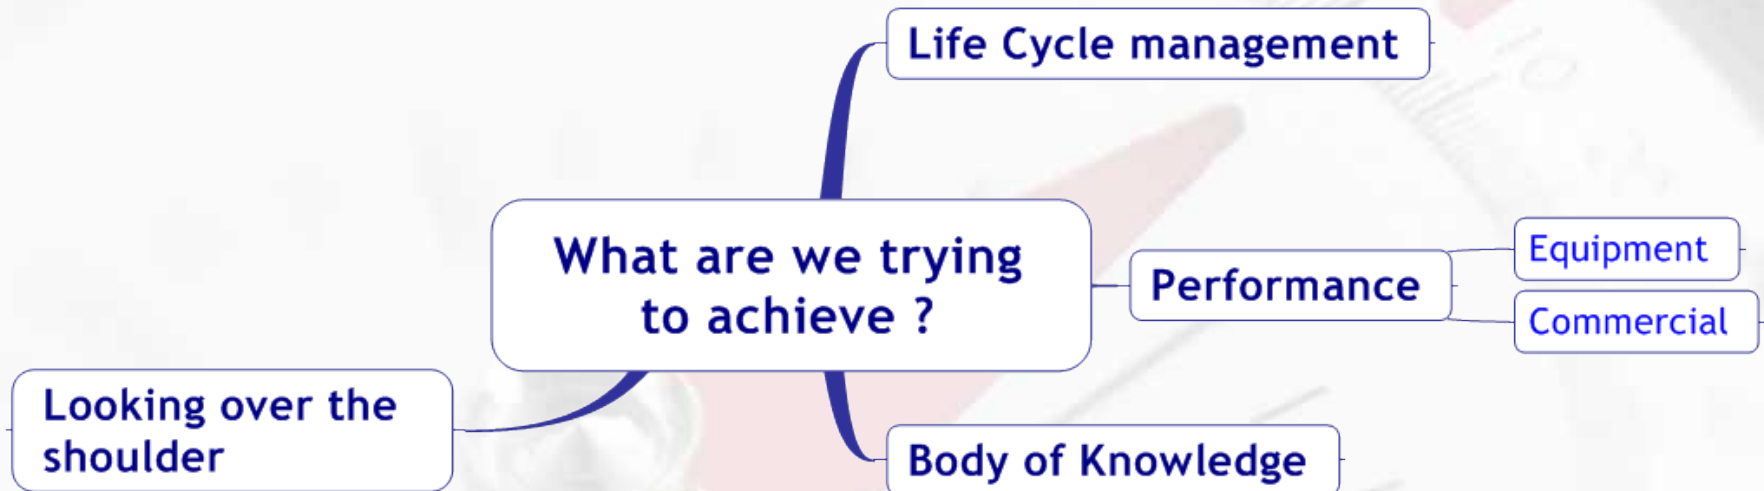 Life Cycle management
What are we trying
to achieve ?
Performance
Equipment
Commercial
Looking over the
shoulder
Body of Knowledge